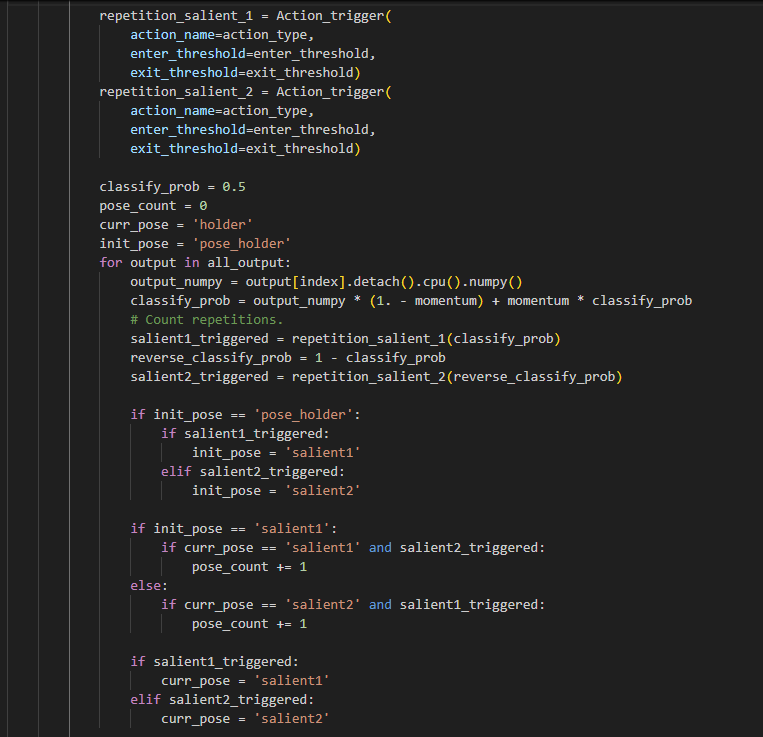 repetition_salient_1 = Action_trigger(
    action_name=action_type,
    enter_threshold=enter_threshold,
    exit_threshold=exit_threshold)
repetition_salient_2 = Action_trigger(
    action_name=action_type,
    enter_threshold=enter_threshold,
    exit_threshold=exit_threshold)

classify_prob = 0.5
pose_count = 0
curr_pose = 'holder'
init_pose = 'pose_holder'
for output in all_output:
    output_numpy = output[index].detach().cpu().numpy()
    classify_prob = output_numpy * (1. - momentum) + momentum * classify_prob
    # Count repetitions.
    salient1_triggered = repetition_salient_1(classify_prob)
    reverse_classify_prob = 1 - classify_prob
    salient2_triggered = repetition_salient_2(reverse_classify_prob)

    if init_pose == 'pose_holder':
        if salient1_triggered:
            init_pose = 'salient1'
        elif salient2_triggered:
            init_pose = 'salient2'

    if init_pose == 'salient1':
        if curr_pose == 'salient1' and salient2_triggered:
            pose_count += 1
    else:
        if curr_pose == 'salient2' and salient1_triggered:
            pose_count += 1

    if salient1_triggered:
        curr_pose = 'salient1'
    elif salient2_triggered:
        curr_pose = 'salient2'